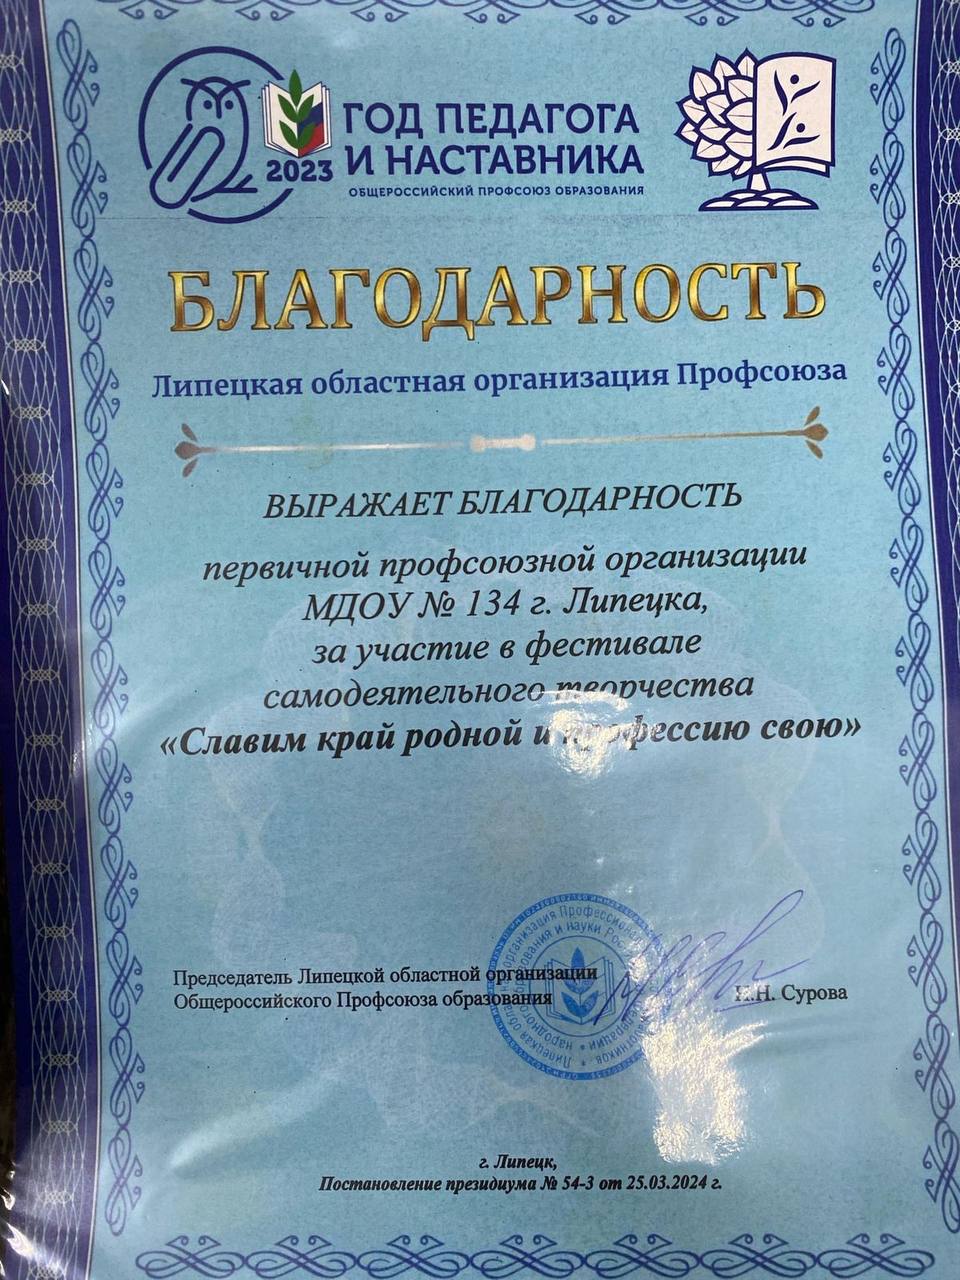 ГОД ПЕДАГОГА
И НАСТАВНИКА
2023
ОБЩЕРОССИЙСКИЙ ПРОФСОЮЗ ОБРАЗОВАНИЯ
БЛАГОДАРНОСТЬ
Липецкая областная организация Профсоюза
ВЫРАЖАЕТ БЛАГОДАРНОСТЬ
первичной профсоюзной организации
МДОУ № 134 г. Липецка,
за участие в фестивале
самодеятельного творчества
«Славим край родной и профессию свою»
Председатель Липецкой областной организации
Общероссийского Профсоюза образования
Н. Сурова
г. Липецк,
Постановление президиума № 54-3 от 25.03.2024 г.